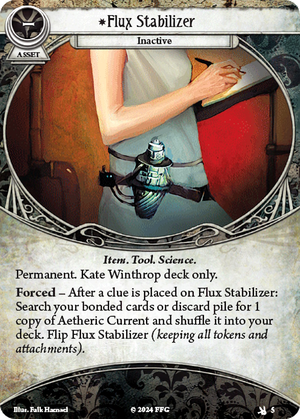 *Flux Stabilizer
Inactive
ASSET
Item. Tool. Science.
Permanent. Kate Winthrop deck only.
Forced – After a clue is placed on Flux Stabilizer:
Search your bonded cards or discard pile for 1
copy of Aetheric Current and shuffle it into your
deck. Flip Flux Stabilizer (keeping all tokens and
attachments).
Illus. Falk Haensel
© 2024 FFG
5